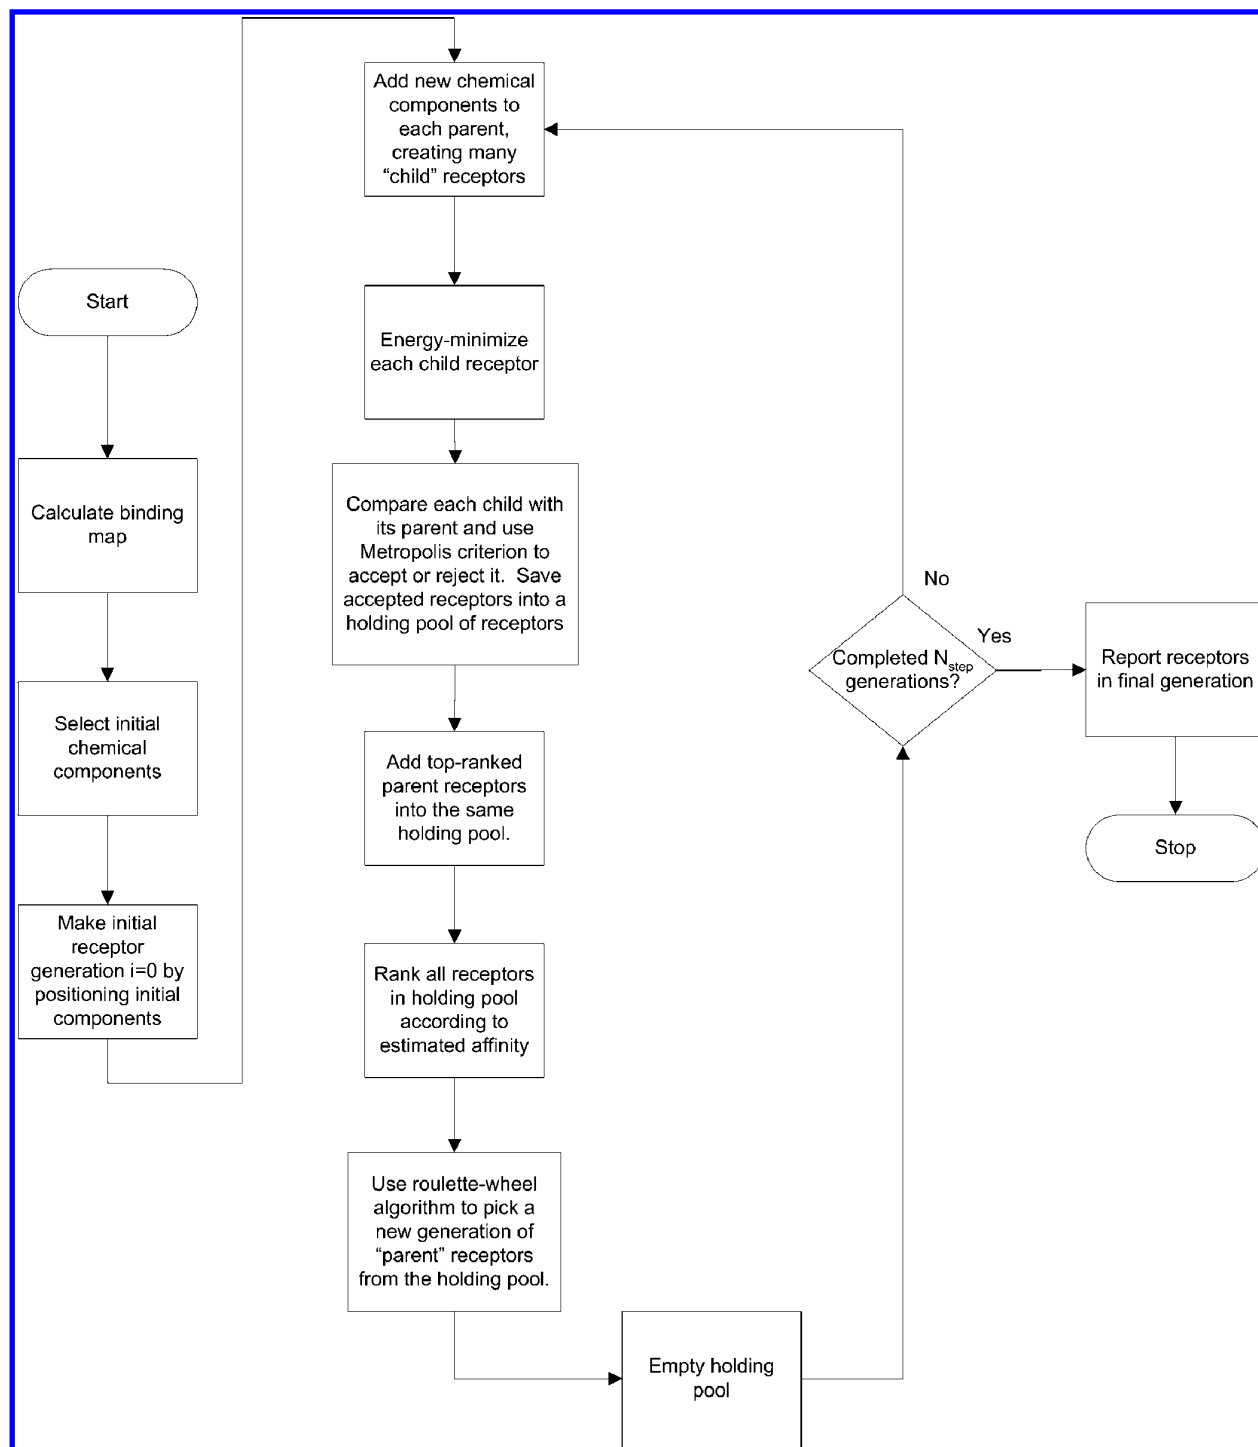 Start
Calculate binding
map
Select initial
chemical
components
Make initial
receptor
generation i=0 by
positioning initial
components
Add new chemical
components to
each parent,
creating many
“child” receptors
Energy-minimize
each child receptor
Compare each child with
its parent and use
Metropolis criterion to
accept or reject it. Save
accepted receptors into a
holding pool of receptors
Add top-ranked
parent receptors
into the same
holding pool.
Rank all receptors
in holding pool
according to
estimated affinity
Use roulette-wheel
algorithm to pick a
new generation of
“parent” receptors
from the holding pool.
Empty holding
pool
Completed Nstep
generations?
No
Yes
Report receptors
in final generation
Stop